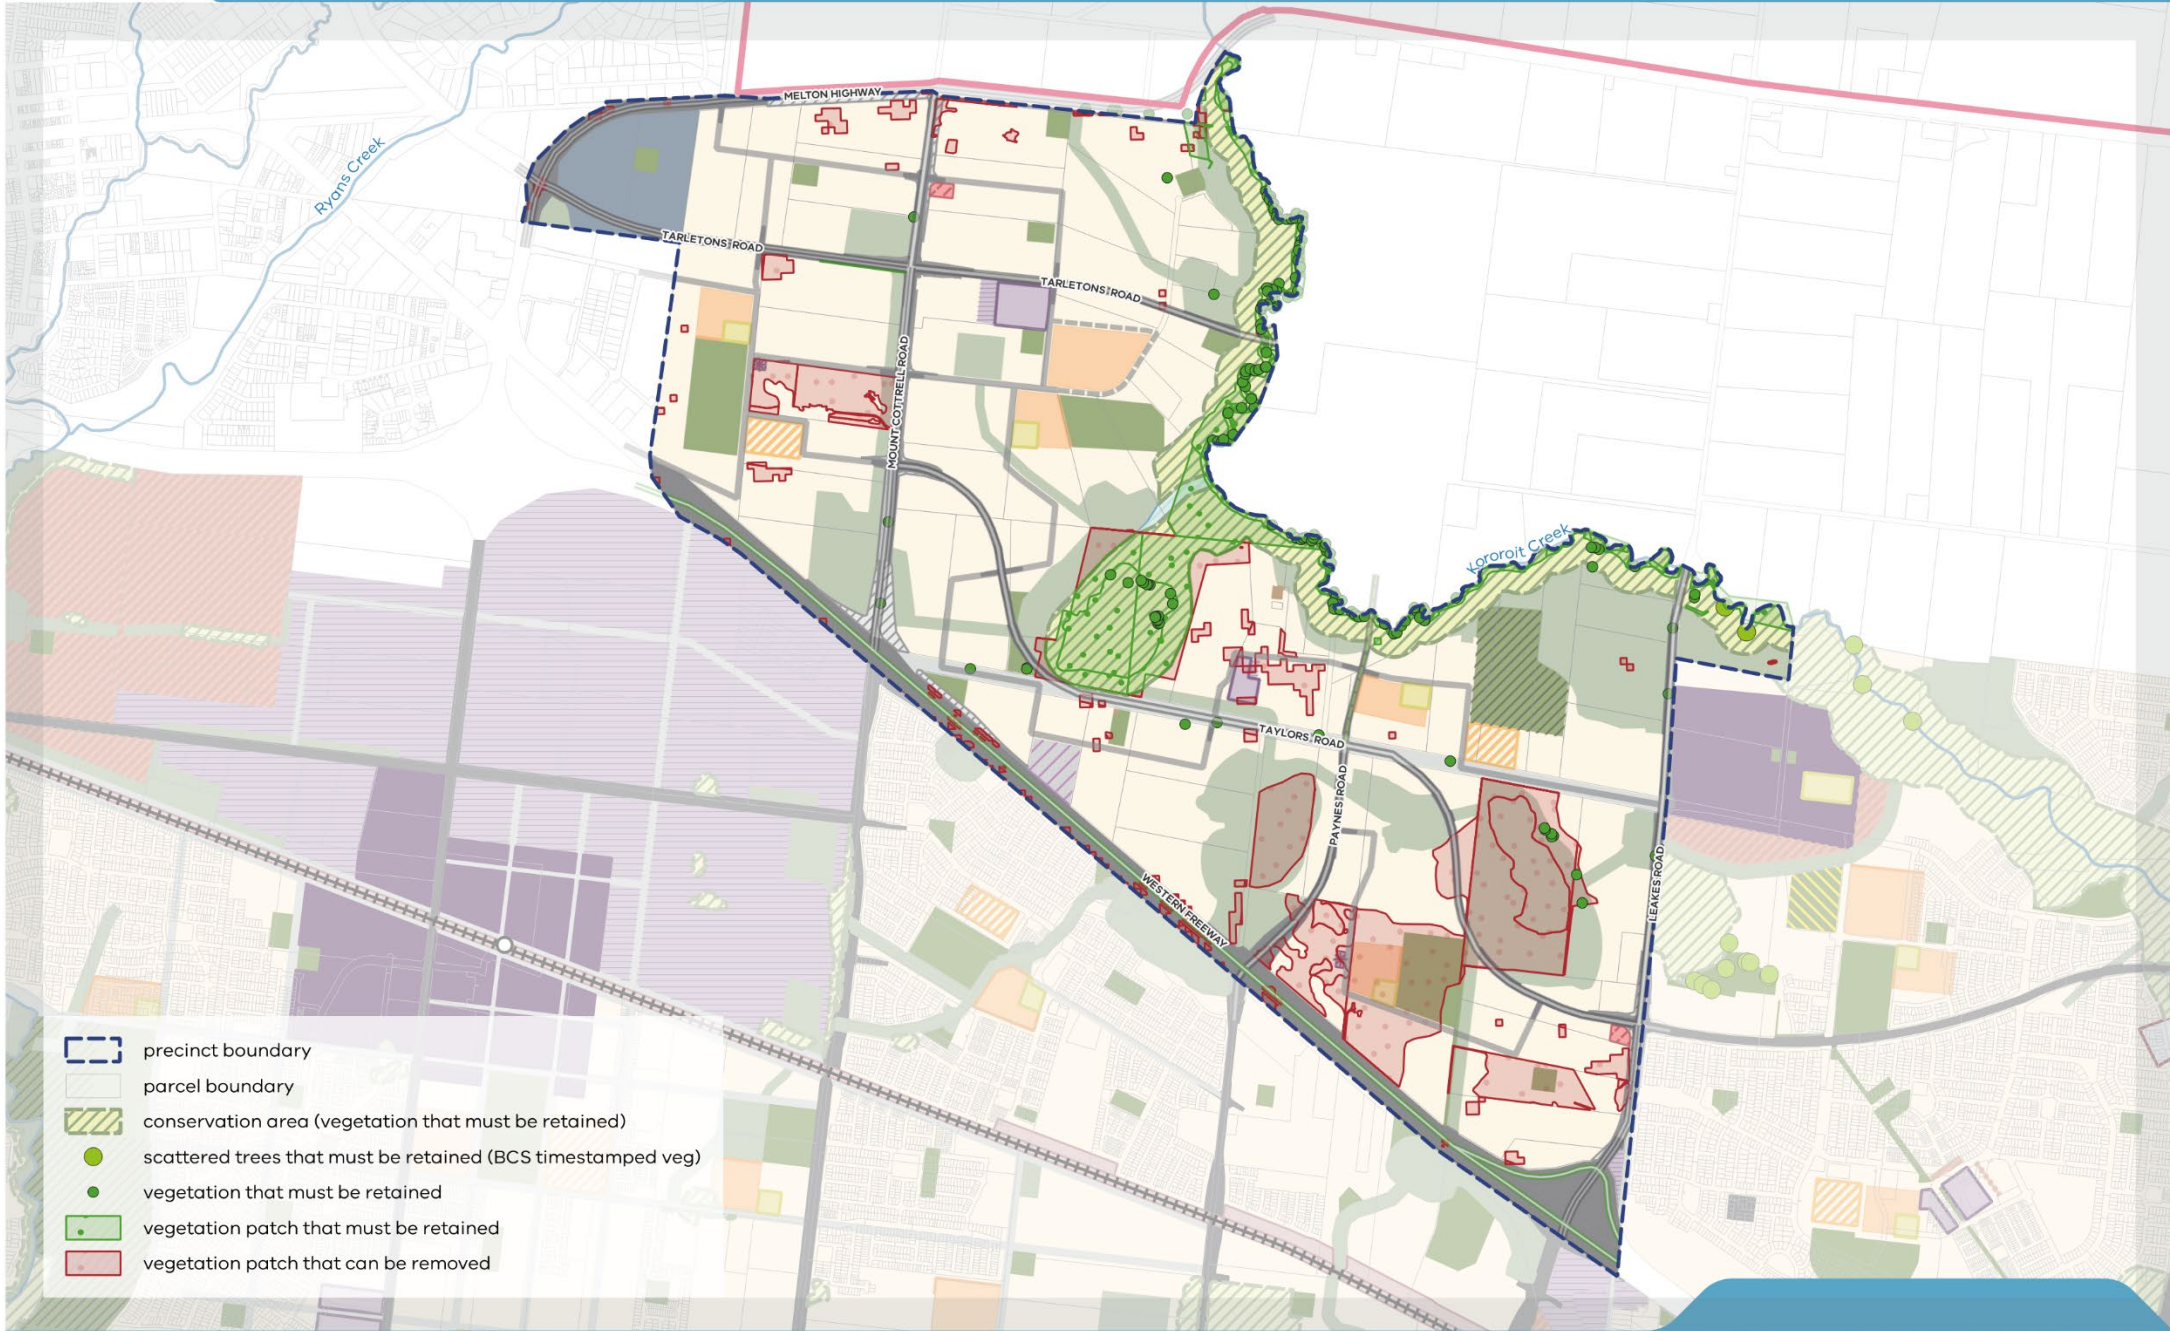 MELTON HIGHWAY
Ryans Creek
TARLETONS ROAD
TARLETONS ROAD
MOUNT COTTRELL ROAD
Kororoit Creek
TAYLORS ROAD
PAYNES ROAD
LEAKES ROAD
WESTERN FREEWAY
precinct boundary
parcel boundary
conservation area (vegetation that must be retained)
scattered trees that must be retained (BCS timestamped veg)
vegetation that must be retained
vegetation patch that must be retained
vegetation patch that can be removed